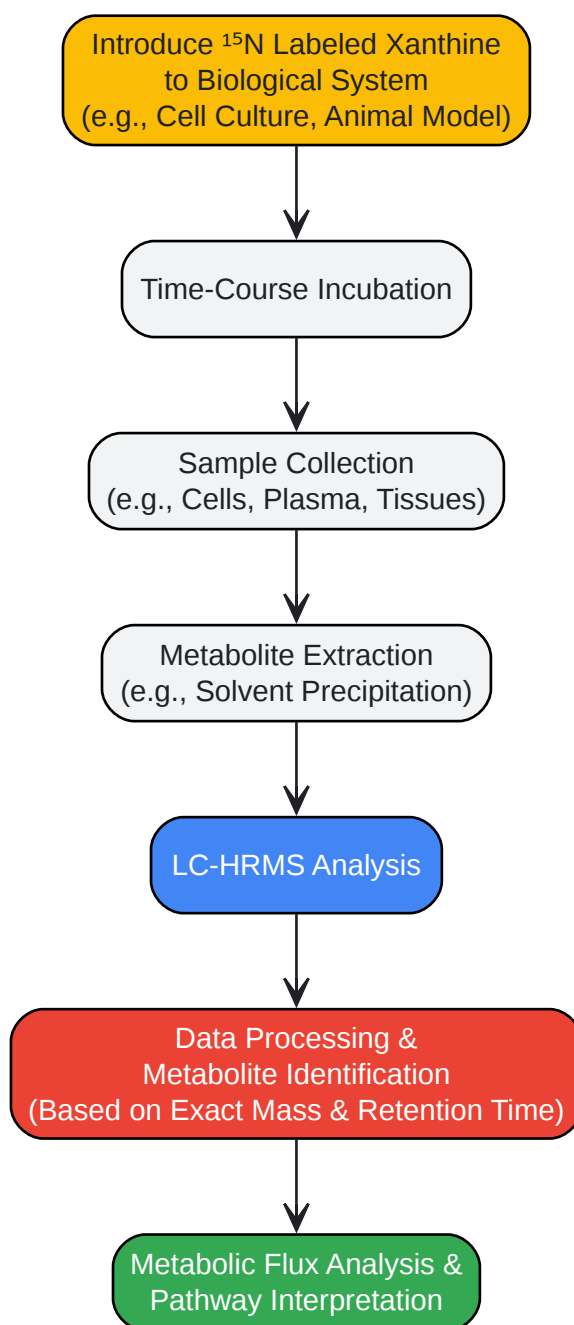 Introduce ¹⁵N Labeled Xanthine
to Biological System
(e.g., Cell Culture, Animal Model)
Time-Course Incubation
Sample Collection
(e.g., Cells, Plasma, Tissues)
Metabolite Extraction
(e.g., Solvent Precipitation)
LC-HRMS Analysis
Data Processing &
Metabolite Identification
(Based on Exact Mass & Retention Time)
Metabolic Flux Analysis &
Pathway Interpretation